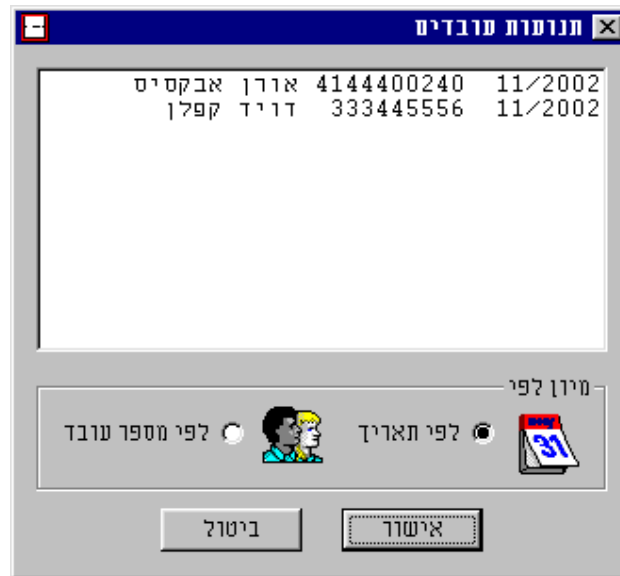 תנועות עובדים
11/2002 4144400240 אורן אבקסיס
11/2002 333445556 דויד קפלן
מיון לפי
31
לפי תאריך
לפי מספר עובד
אישור
ביטול